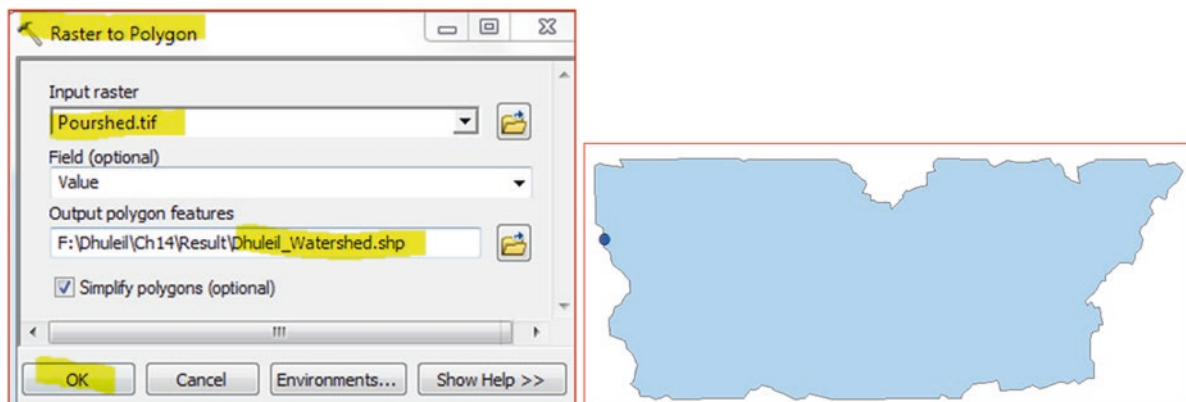 Raster to Polygon
Input raster
Pourshed.tif
Field (optional)
Value
Output polygon features
F:\Dhuleil\Ch14\Result\Dhuleil_Watershed.shp
Simplify polygons (optional)
OK Cancel Environments... Show Help >>